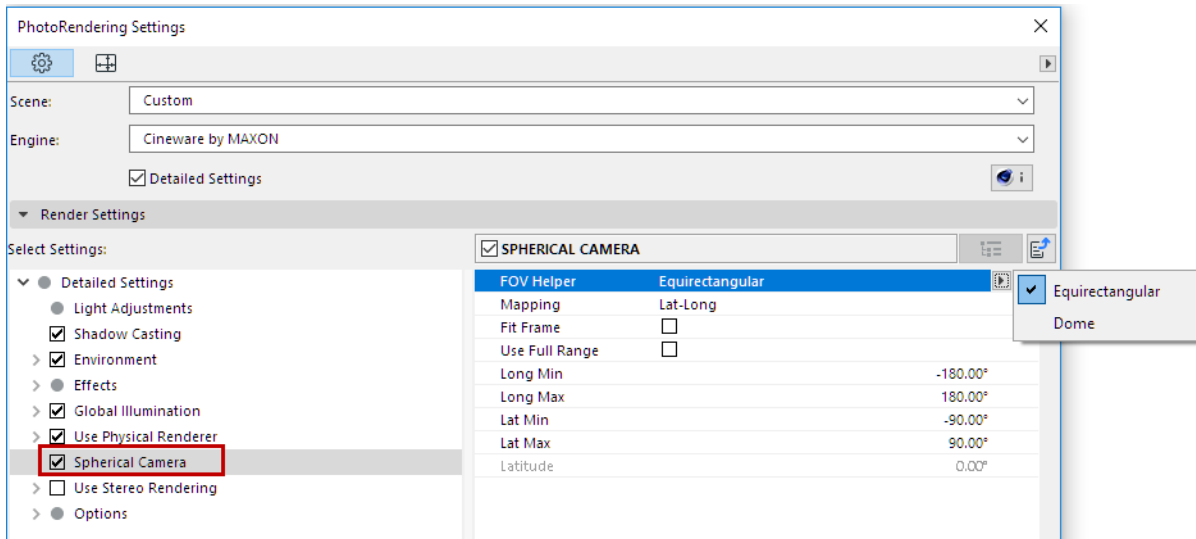 PhotoRendering Settings
Scene: Custom
Engine: Cineware by MAXON
Detailed Settings
i
Render Settings
Select Settings:
SPHERICAL CAMERA
Detailed Settings
Light Adjustments
Shadow Casting
Environment
Effects
Global Illumination
Use Physical Renderer
Spherical Camera
Use Stereo Rendering
Options
FOV Helper Equirectangular
Mapping Lat-Long
Fit Frame
Use Full Range
Long Min -180.00°
Long Max 180.00°
Lat Min -90.00°
Lat Max 90.00°
Latitude 0.00°
Equirectangular
Dome